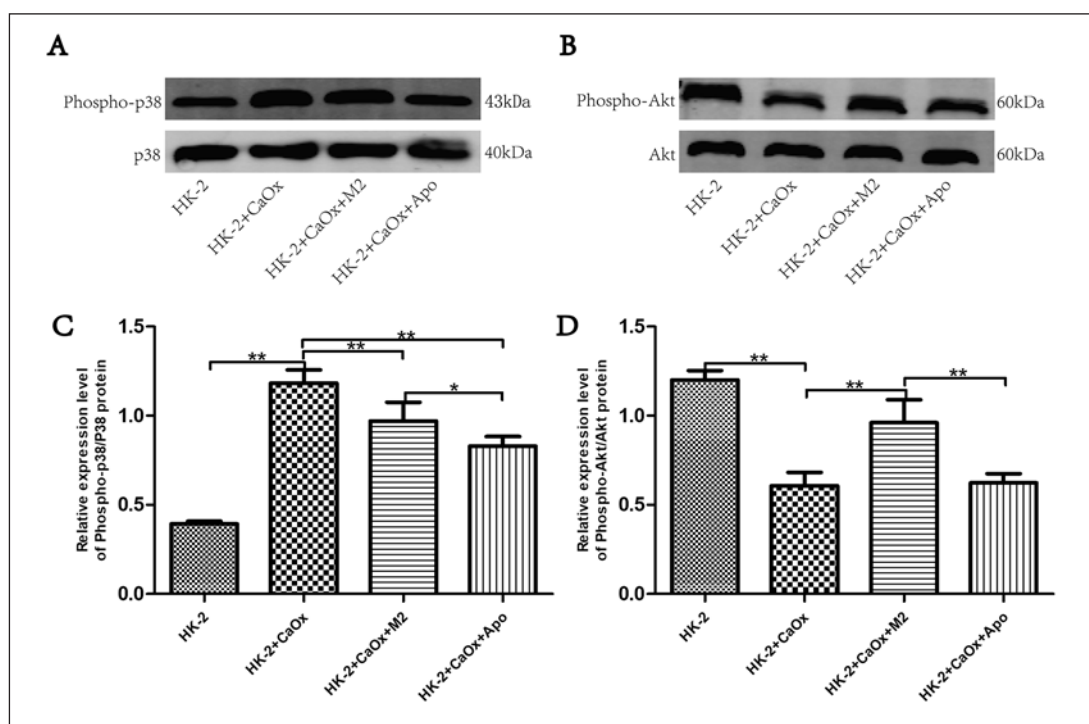 A
Phospho-p38
43kDa
p38
40kDa
HK-2
HK-2+CaOx
HK-2+CaOx+M2
HK-2+CaOx+Apo
B
Phospho-Akt
60kDa
Akt
60kDa
HK-2
HK-2+CaOx
HK-2+CaOx+M2
HK-2+CaOx+Apo
C
Relative expression level
of Phospho-p38/P38 protein
1.5
1.0
0.5
0.0
**
**
**
*
HK-2
HK-2+CaOx
HK-2+CaOx+M2
HK-2+CaOx+Apo
D
Relative expression level
of Phospho-Akt/Akt protein
1.5
1.0
0.5
0.0
**
**
**
HK-2
HK-2+CaOx
HK-2+CaOx+M2
HK-2+CaOx+Apo